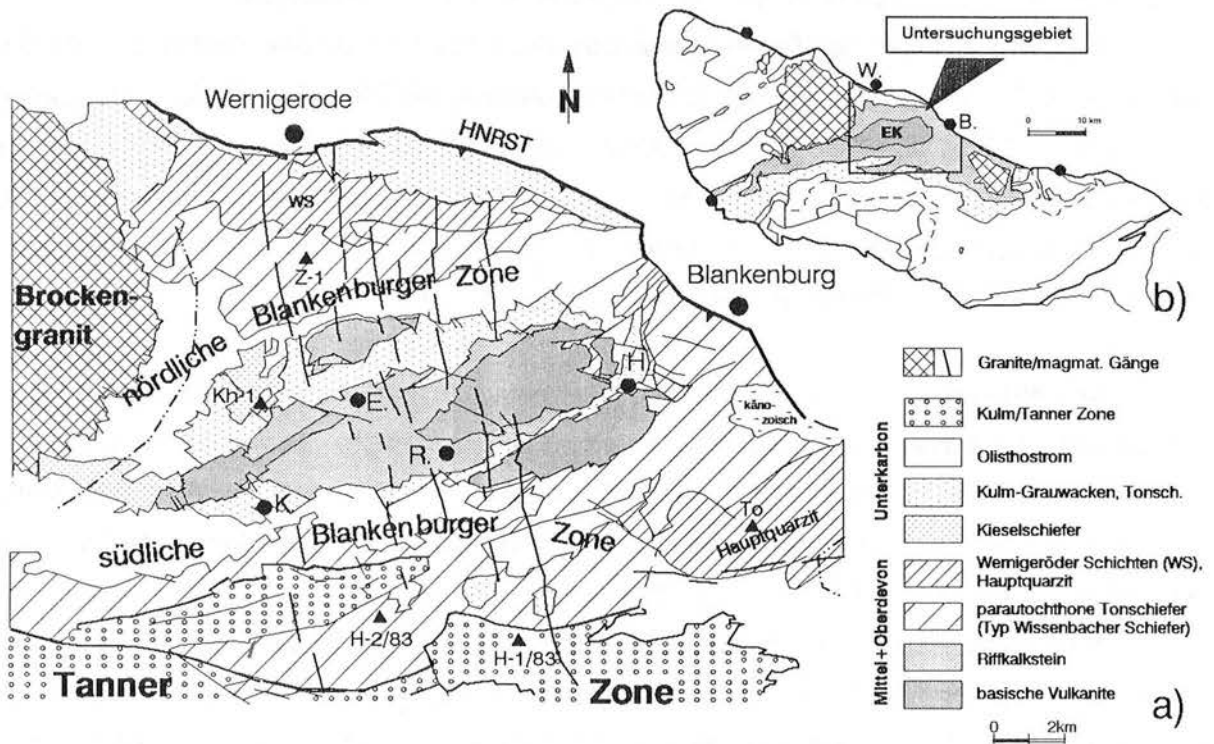 Untersuchungsgebiet
W.
EK
B.
0 10 km
b)
N
Wernigerode
HNRST
ws
Z-1
Blankenburg
Brocken-
granit
nördliche Blankenburger Zone
Kh-1
E.
H
R.
K.
käno-
zoisch
To
Hauptquarzit
südliche Blankenburger Zone
H-2/83
H-1/83
Tanner Zone
Granite/magmat. Gänge
Kulm/Tanner Zone
Unterkarbon
Olisthostrom
Kulm-Grauwacken, Tonsch.
Kieselschiefer
Wernigeröder Schichten (WS),
Hauptquarzit
Mittel+Oberdevon
parautochthone Tonschiefer
(Typ Wissenbacher Schiefer)
Riffkalkstein
basische Vulkanite
a)
0 2km